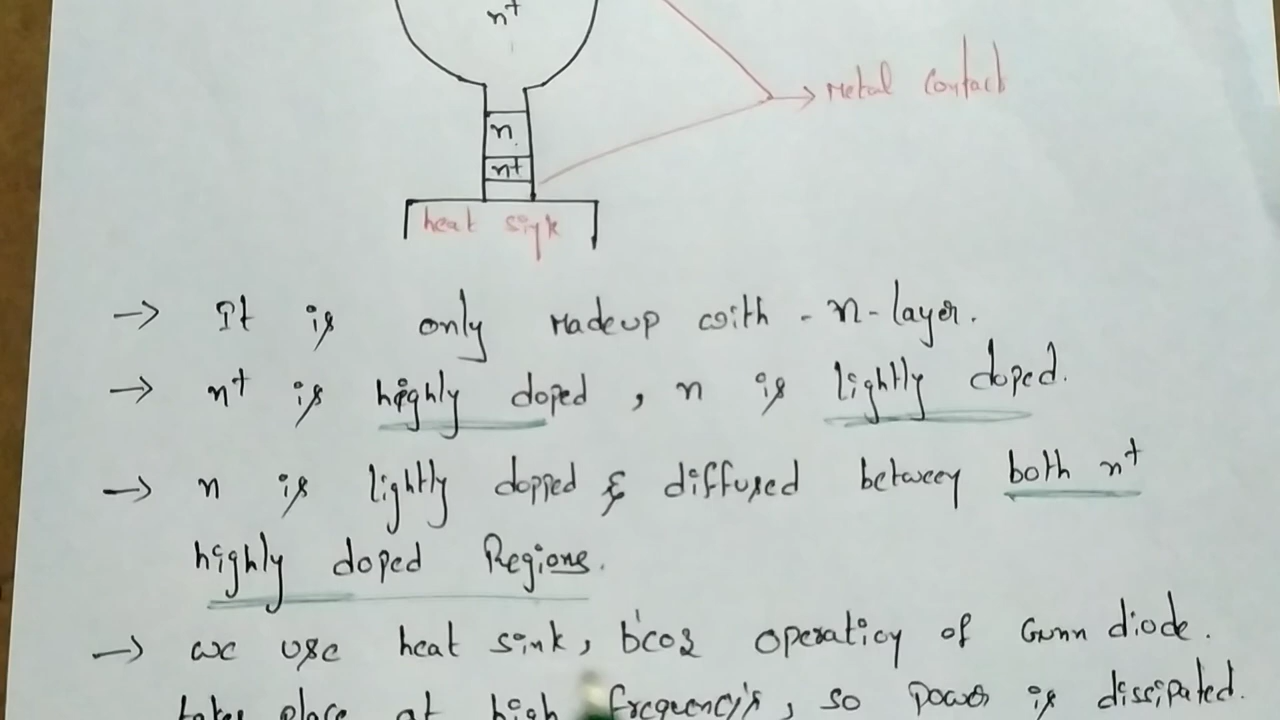 n+
→ Metal Contact
n
n+
heat sink
→ It is only Madeup with - n - layer.
→ n+ is highly doped, n is lightly doped.
→ n is lightly dopped & diffused between both n+
highly doped Regions.
→ we use heat sink, b'coz operation of Gunn diode.
takes place at high frequencis, so power is dissipated.